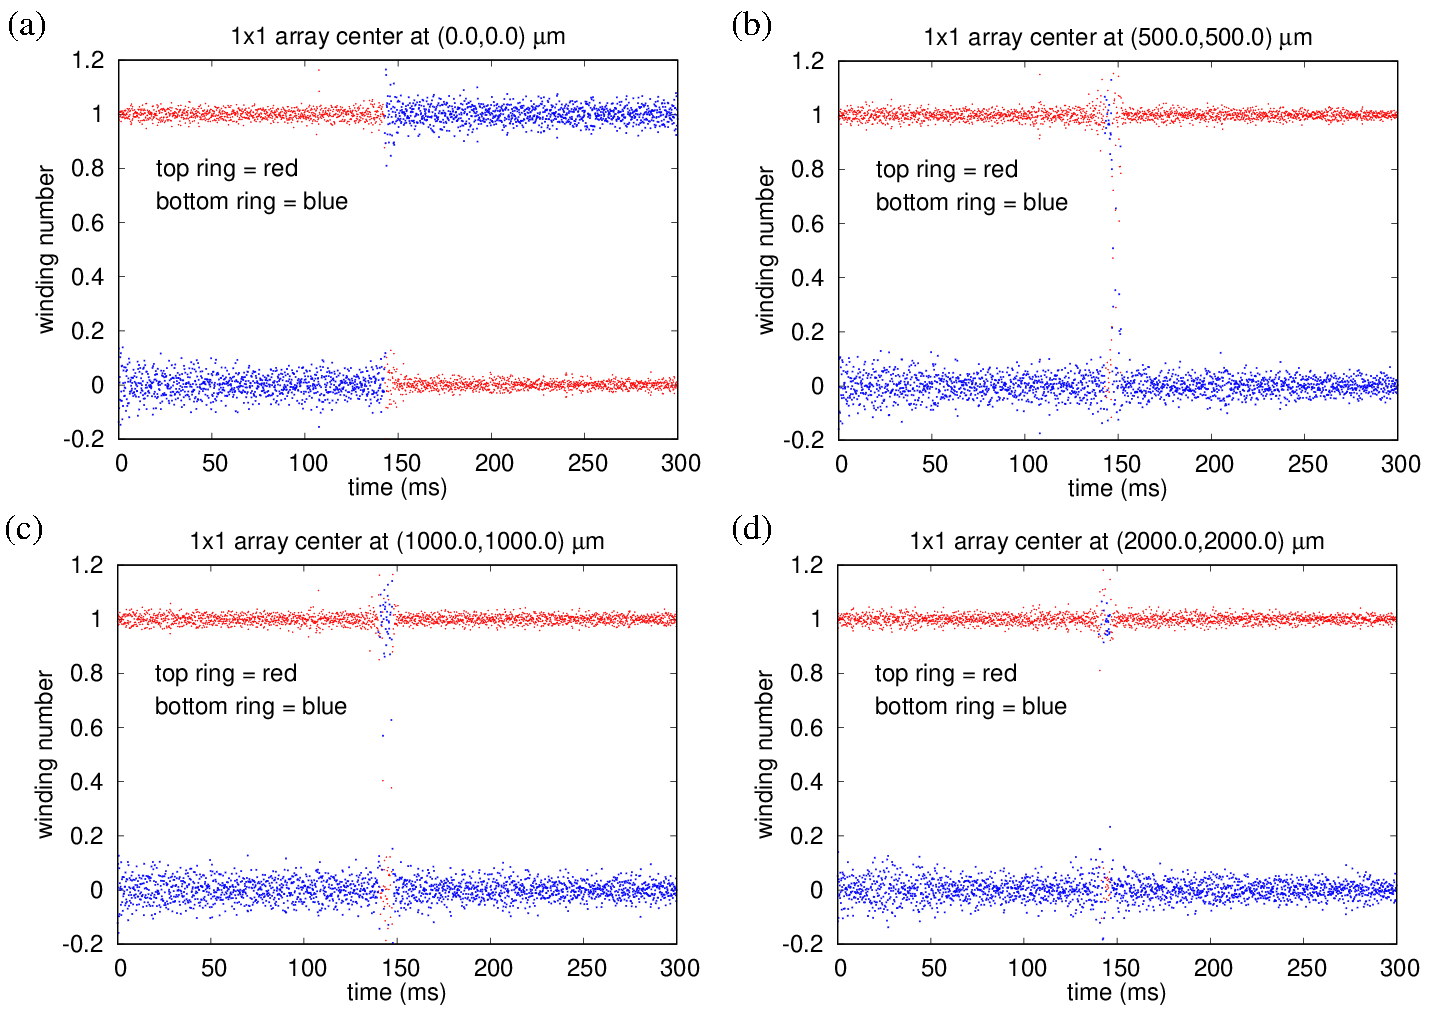 (a)
1x1 array center at (0.0,0.0) μm
1.2
1
0.8
0.6
0.4
0.2
0
-0.2
winding number
top ring = red
bottom ring = blue
0 50 100 150 200 250 300
time (ms)
(b)
1x1 array center at (500.0,500.0) μm
1.2
1
0.8
0.6
0.4
0.2
0
-0.2
winding number
top ring = red
bottom ring = blue
0 50 100 150 200 250 300
time (ms)
(c)
1x1 array center at (1000.0,1000.0) μm
1.2
1
0.8
0.6
0.4
0.2
0
-0.2
winding number
top ring = red
bottom ring = blue
0 50 100 150 200 250 300
time (ms)
(d)
1x1 array center at (2000.0,2000.0) μm
1.2
1
0.8
0.6
0.4
0.2
0
-0.2
winding number
top ring = red
bottom ring = blue
0 50 100 150 200 250 300
time (ms)